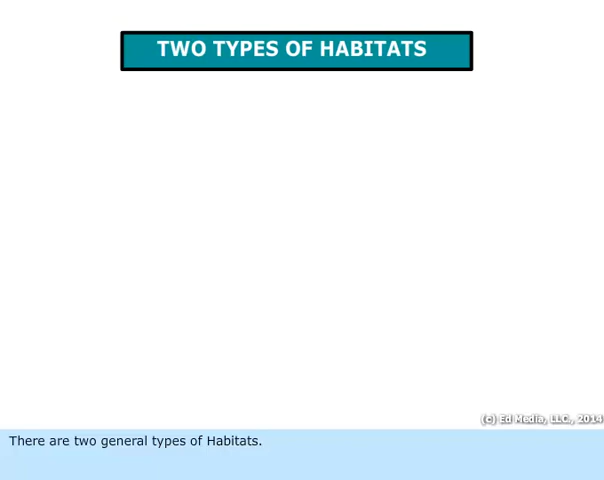 TWO TYPES OF HABITATS
(c) Ed Media, LLC., 2014
There are two general types of Habitats.